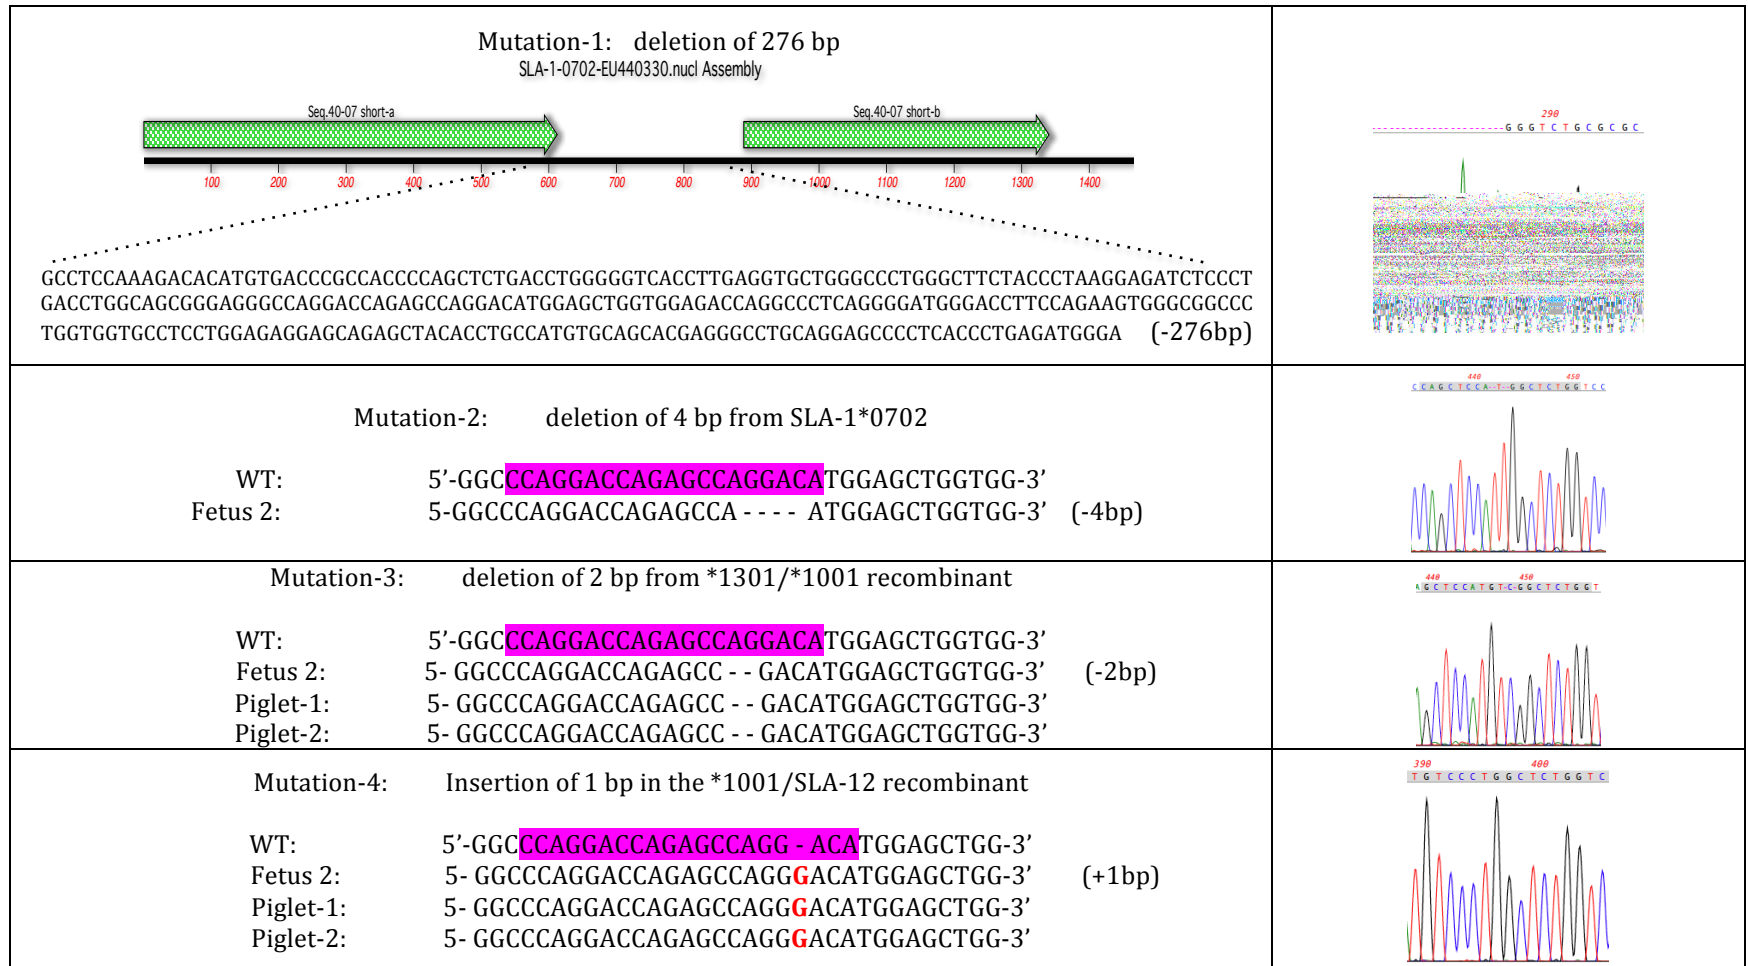 Mutation-1: deletion of 276 bp
SLA-1-0702-EU440330.nucl Assembly
Seq.40-07 short-a
Seq.40-07 short-b
100 200 300 400 500 600 700 800 900 1000 1100 1200 1300 1400
GCCTCCAAAGACACATGTGACCCGCCACCCCAGCTCTGACCTGGGGGTCACCTTGAGGTGCTGGGCCCTGGGCTTCTACCCTAAGGAGATCTCCCT
GACCTGGCAGCGGGAGGGCCAGGACCAGAGCCAGGACATGGAGCTGGTGGAGACCAGGCCCTCAGGGGATGGGACCTTCCAGAAGTGGGCGGCCC
TGGTGGTGCCTCCTGGAGAGGAGCAGAGCTACACCTGCCATGTGCAGCACGAGGGCCTGCAGGAGCCCCTCACCCTGAGATGGGA (-276bp)
290
--------------------GGGTCTGCGCGC
Mutation-2: deletion of 4 bp from SLA-1*0702
WT: 5’-GGCCCAGGACCAGAGCCAGGACATGGAGCTGGTGG-3’
Fetus 2: 5-GGCCCAGGACCAGAGCCA - - - - ATGGAGCTGGTGG-3’ (-4bp)
440 450
CCAGCTCCA--T--GGCTCTGGTCC
Mutation-3: deletion of 2 bp from *1301/*1001 recombinant
WT: 5’-GGCCCAGGACCAGAGCCAGGACATGGAGCTGGTGG-3’
Fetus 2: 5- GGCCCAGGACCAGAGCC - - GACATGGAGCTGGTGG-3’ (-2bp)
Piglet-1: 5- GGCCCAGGACCAGAGCC - - GACATGGAGCTGGTGG-3’
Piglet-2: 5- GGCCCAGGACCAGAGCC - - GACATGGAGCTGGTGG-3’
440 450
AGCTCCATGT-C-GGCTCTGGT
Mutation-4: Insertion of 1 bp in the *1001/SLA-12 recombinant
WT: 5’-GGCCCAGGACCAGAGCCAGG - ACATGGAGCTGG-3’
Fetus 2: 5- GGCCCAGGACCAGAGCCAGGGACATGGAGCTGG-3’ (+1bp)
Piglet-1: 5- GGCCCAGGACCAGAGCCAGGGACATGGAGCTGG-3’
Piglet-2: 5- GGCCCAGGACCAGAGCCAGGGACATGGAGCTGG-3’
390 400
TGTCCCTGGCTCTGGTC